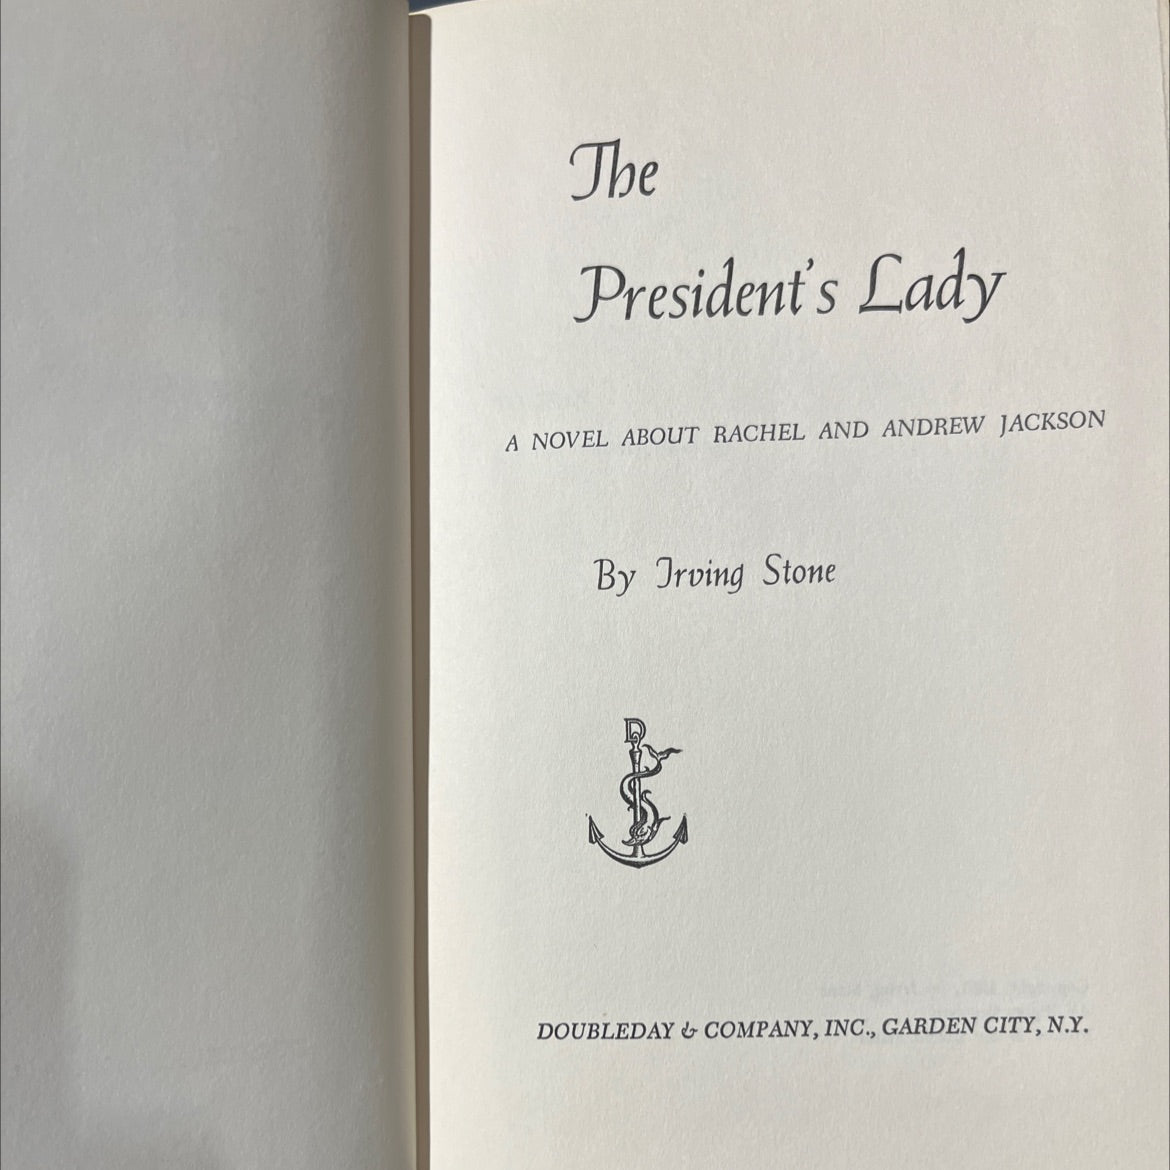 The
President's Lady
A NOVEL ABOUT RACHEL AND ANDREW JACKSON
By Irving Stone
D
DOUBLEDAY & COMPANY, INC., GARDEN CITY, N.Y.